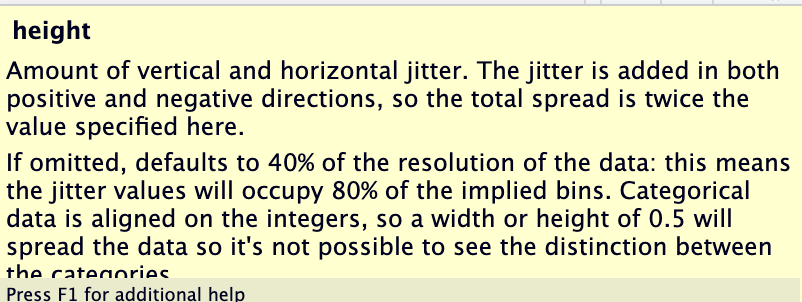 height
Amount of vertical and horizontal jitter. The jitter is added in both
positive and negative directions, so the total spread is twice the
value specified here.
If omitted, defaults to 40% of the resolution of the data: this means
the jitter values will occupy 80% of the implied bins. Categorical
data is aligned on the integers, so a width or height of 0.5 will
spread the data so it's not possible to see the distinction between
the categories.
Press F1 for additional help